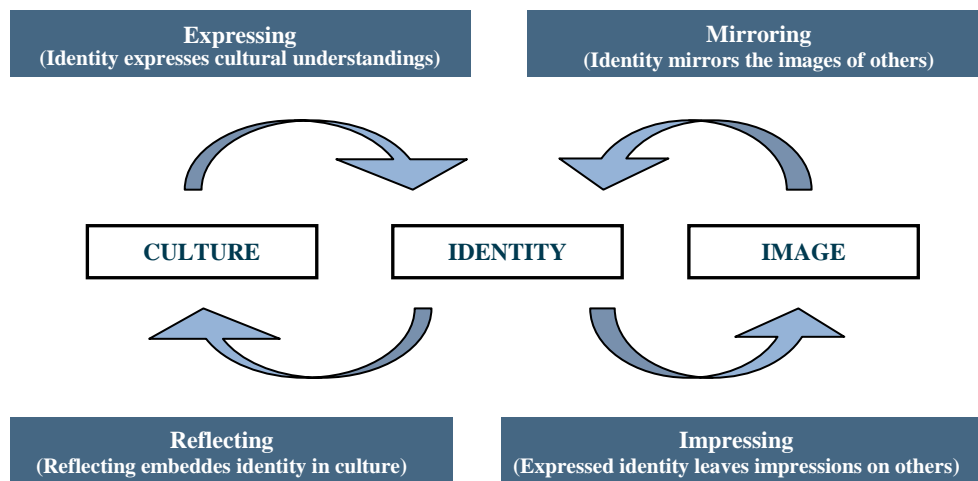 Expressing
(Identity expresses cultural understandings)
Mirroring
(Identity mirrors the images of others)
CULTURE
IDENTITY
IMAGE
Reflecting
(Reflecting embeddes identity in culture)
Impressing
(Expressed identity leaves impressions on others)